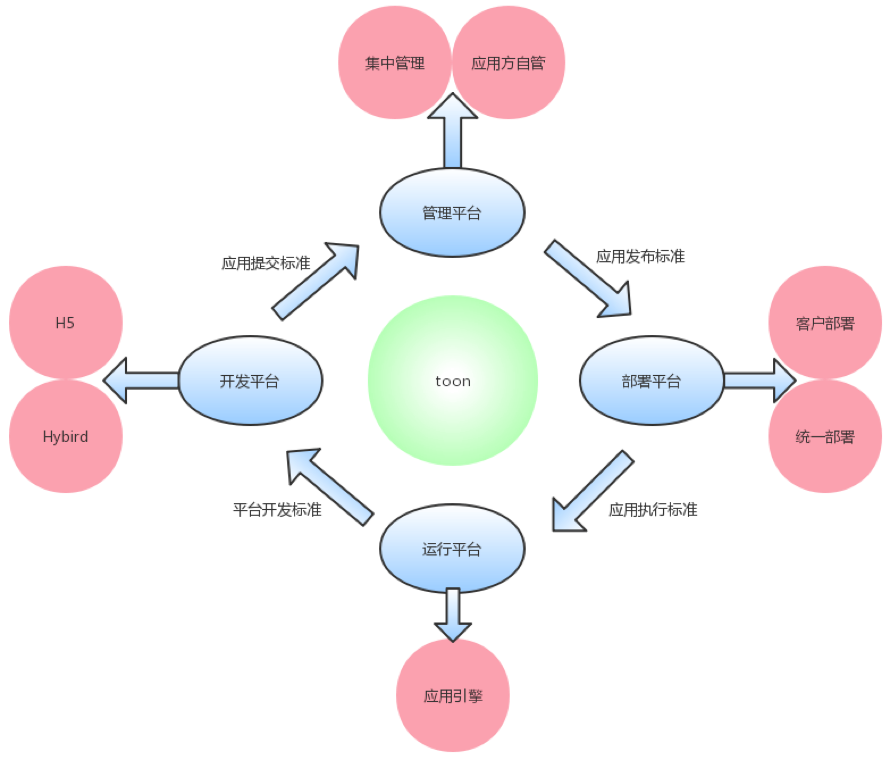 集中管理
应用方自管
管理平台
应用提交标准
应用发布标准
H5
客户部署
开发平台
toon
部署平台
Hybird
统一部署
平台开发标准
应用执行标准
运行平台
应用引擎